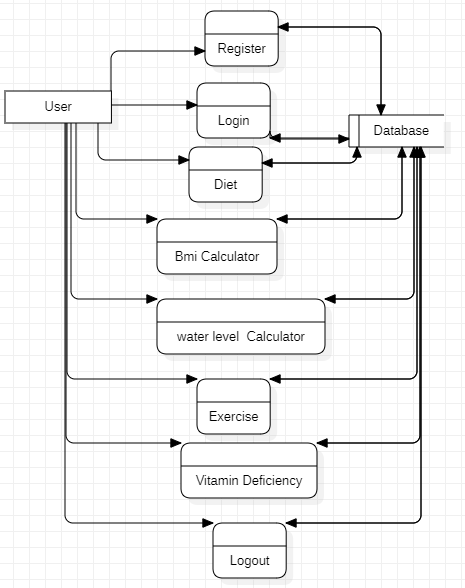 Register
User
Login
Database
Diet
Bmi Calculator
water level  Calculator
Exercise
Vitamin Deficiency
Logout